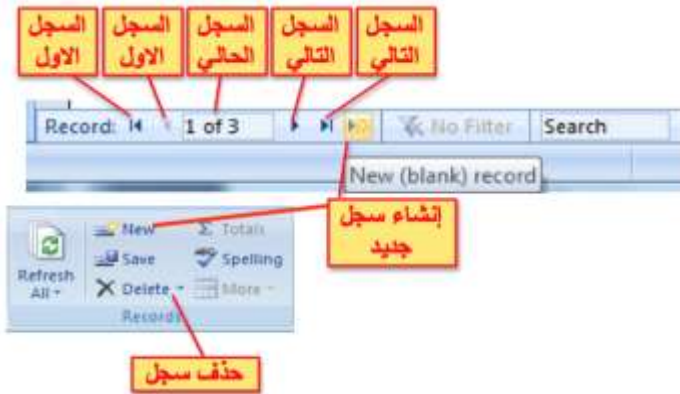 السجل الاول
السجل الاول
السجل الحالي
السجل التالي
السجل التالي
Record: 1 of 3 No Filter Search
New (blank) record
إنشاء سجل جديد
Refresh All
New
Save
Delete
Totals
Spelling
More
Records
حذف سجل